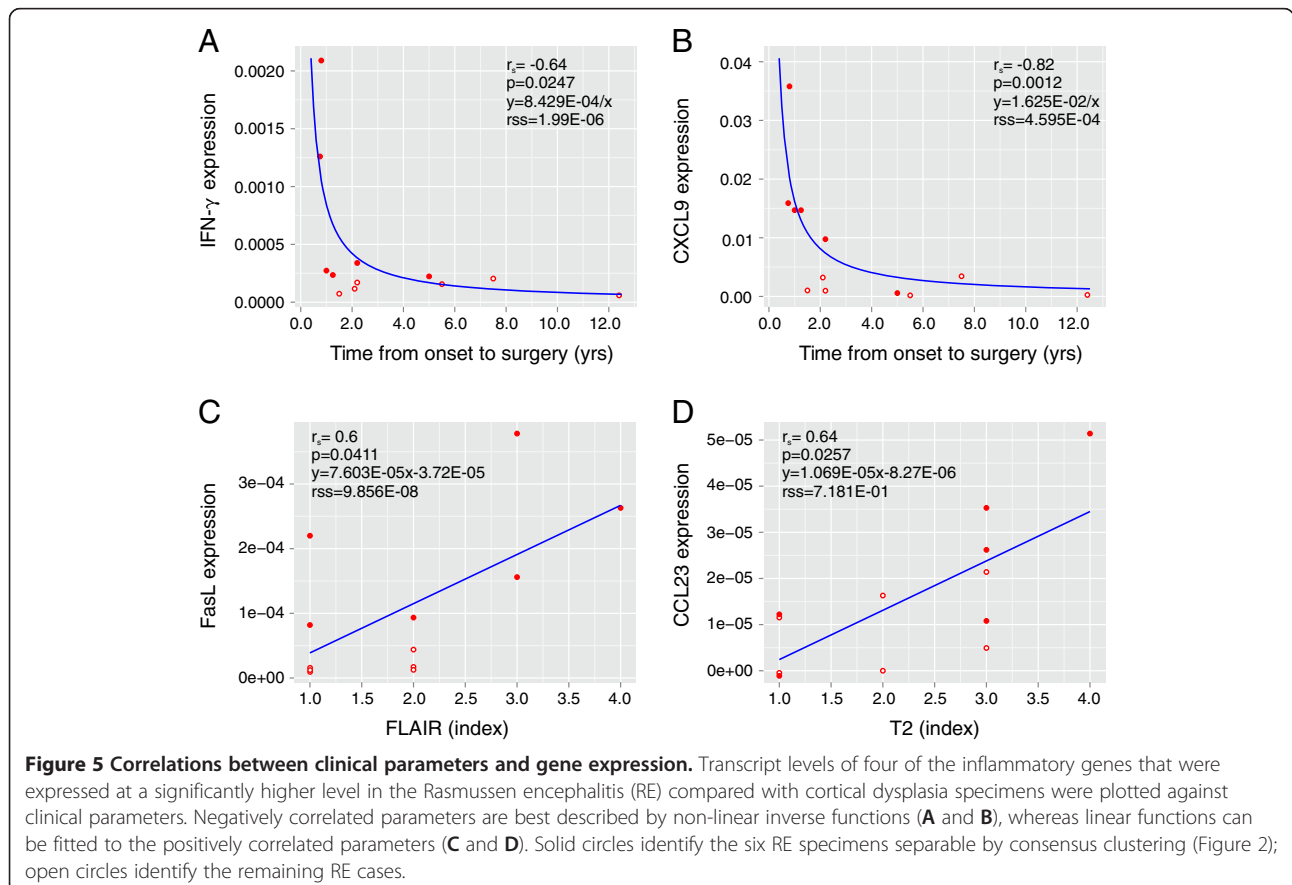 A
IFN-γ expression
0.0020
0.0015
0.0010
0.0005
0.0000
rs= -0.64
p=0.0247
y=8.429E-04/x
rss=1.99E-06
0.0 2.0 4.0 6.0 8.0 10.0 12.0
Time from onset to surgery (yrs)
B
CXCL9 expression
0.04
0.03
0.02
0.01
0.00
rs= -0.82
p=0.0012
y=1.625E-02/x
rss=4.595E-04
0.0 2.0 4.0 6.0 8.0 10.0 12.0
Time from onset to surgery (yrs)
C
FasL expression
3e−04
2e−04
1e−04
0e+00
rs= 0.6
p=0.0411
y=7.603E-05x-3.72E-05
rss=9.856E-08
1.0 1.5 2.0 2.5 3.0 3.5 4.0
FLAIR (index)
D
CCL23 expression
5e−05
4e−05
3e−05
2e−05
1e−05
0e+00
rs= 0.64
p=0.0257
y=1.069E-05x-8.27E-06
rss=7.181E-01
1.0 1.5 2.0 2.5 3.0 3.5 4.0
T2 (index)
Figure 5 Correlations between clinical parameters and gene expression. Transcript levels of four of the inflammatory genes that were
expressed at a significantly higher level in the Rasmussen encephalitis (RE) compared with cortical dysplasia specimens were plotted against
clinical parameters. Negatively correlated parameters are best described by non-linear inverse functions (A and B), whereas linear functions can
be fitted to the positively correlated parameters (C and D). Solid circles identify the six RE specimens separable by consensus clustering (Figure 2);
open circles identify the remaining RE cases.